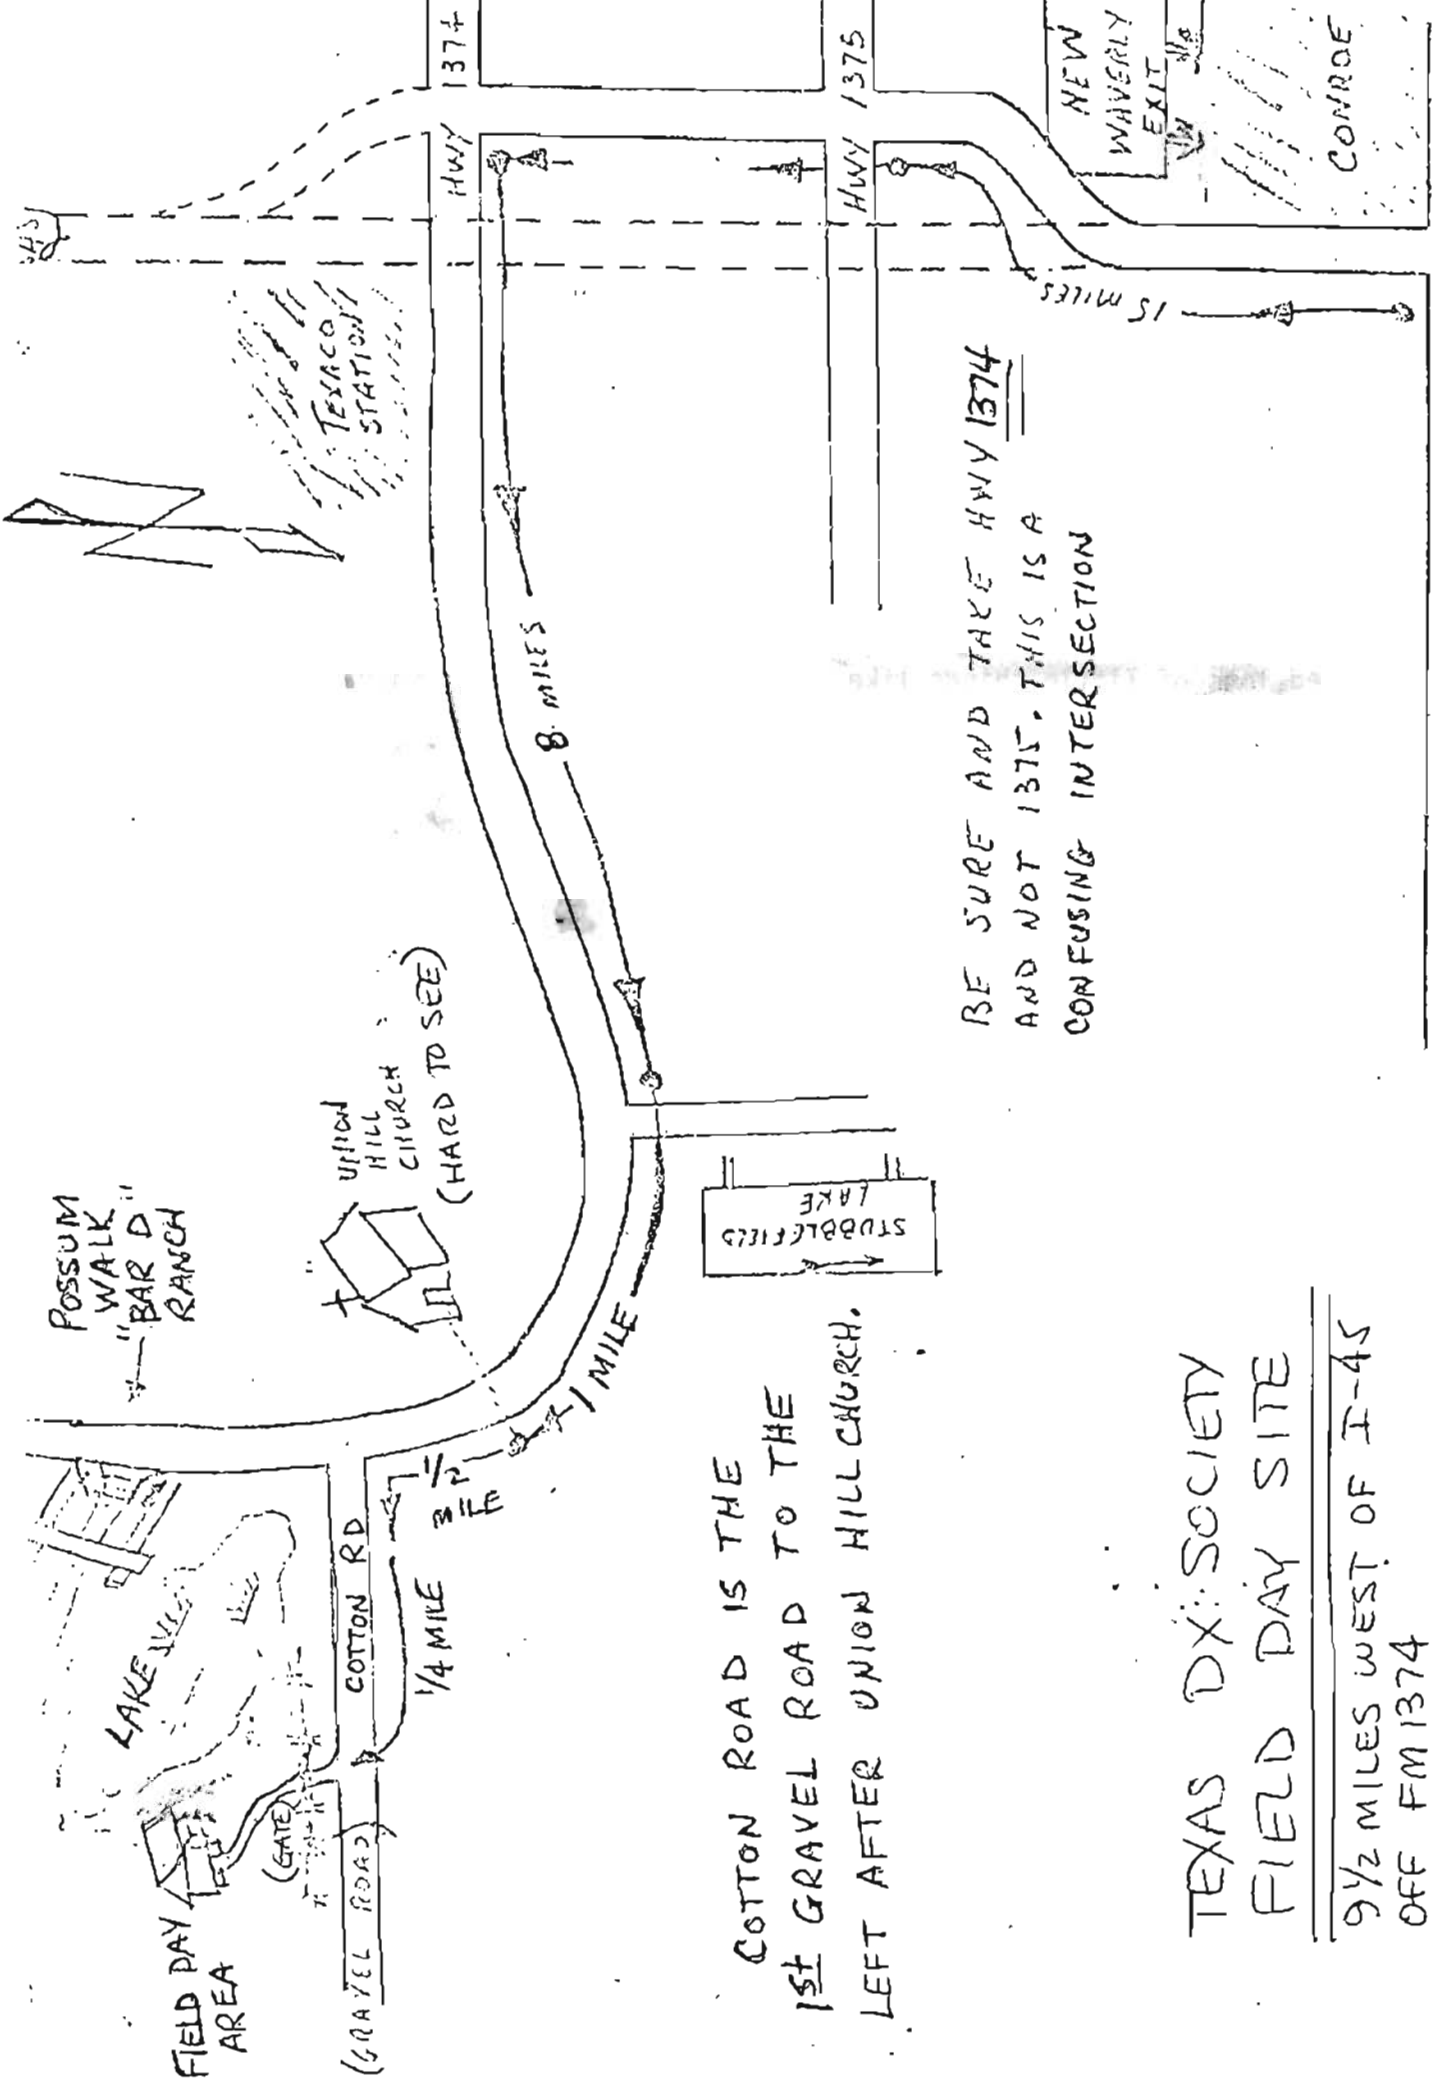 POSSUM
WALK
"BAR D"
RANCH
UNION
HILL
CHURCH
(HARD TO SEE)
TEXACO
STATION
HWY 1374
HWY 1375
NEW
WAVERLY
EXIT
CONROE
15 MILES
8 MILES
1 MILE
1/2
MILE
1/4 MILE
STUBBLEFIELD
LAKE
LAKE
FIELD DAY
AREA
(GATE)
COTTON RD
(GRAVEL ROAD)
BE SURE AND TAKE HWY 1374
AND NOT 1375. THIS IS A
CONFUSING INTERSECTION
COTTON ROAD IS THE
1st GRAVEL ROAD TO THE
LEFT AFTER UNION HILL CHURCH.
TEXAS DX SOCIETY
FIELD DAY SITE
9 1/2 MILES WEST OF I-45
OFF FM 1374